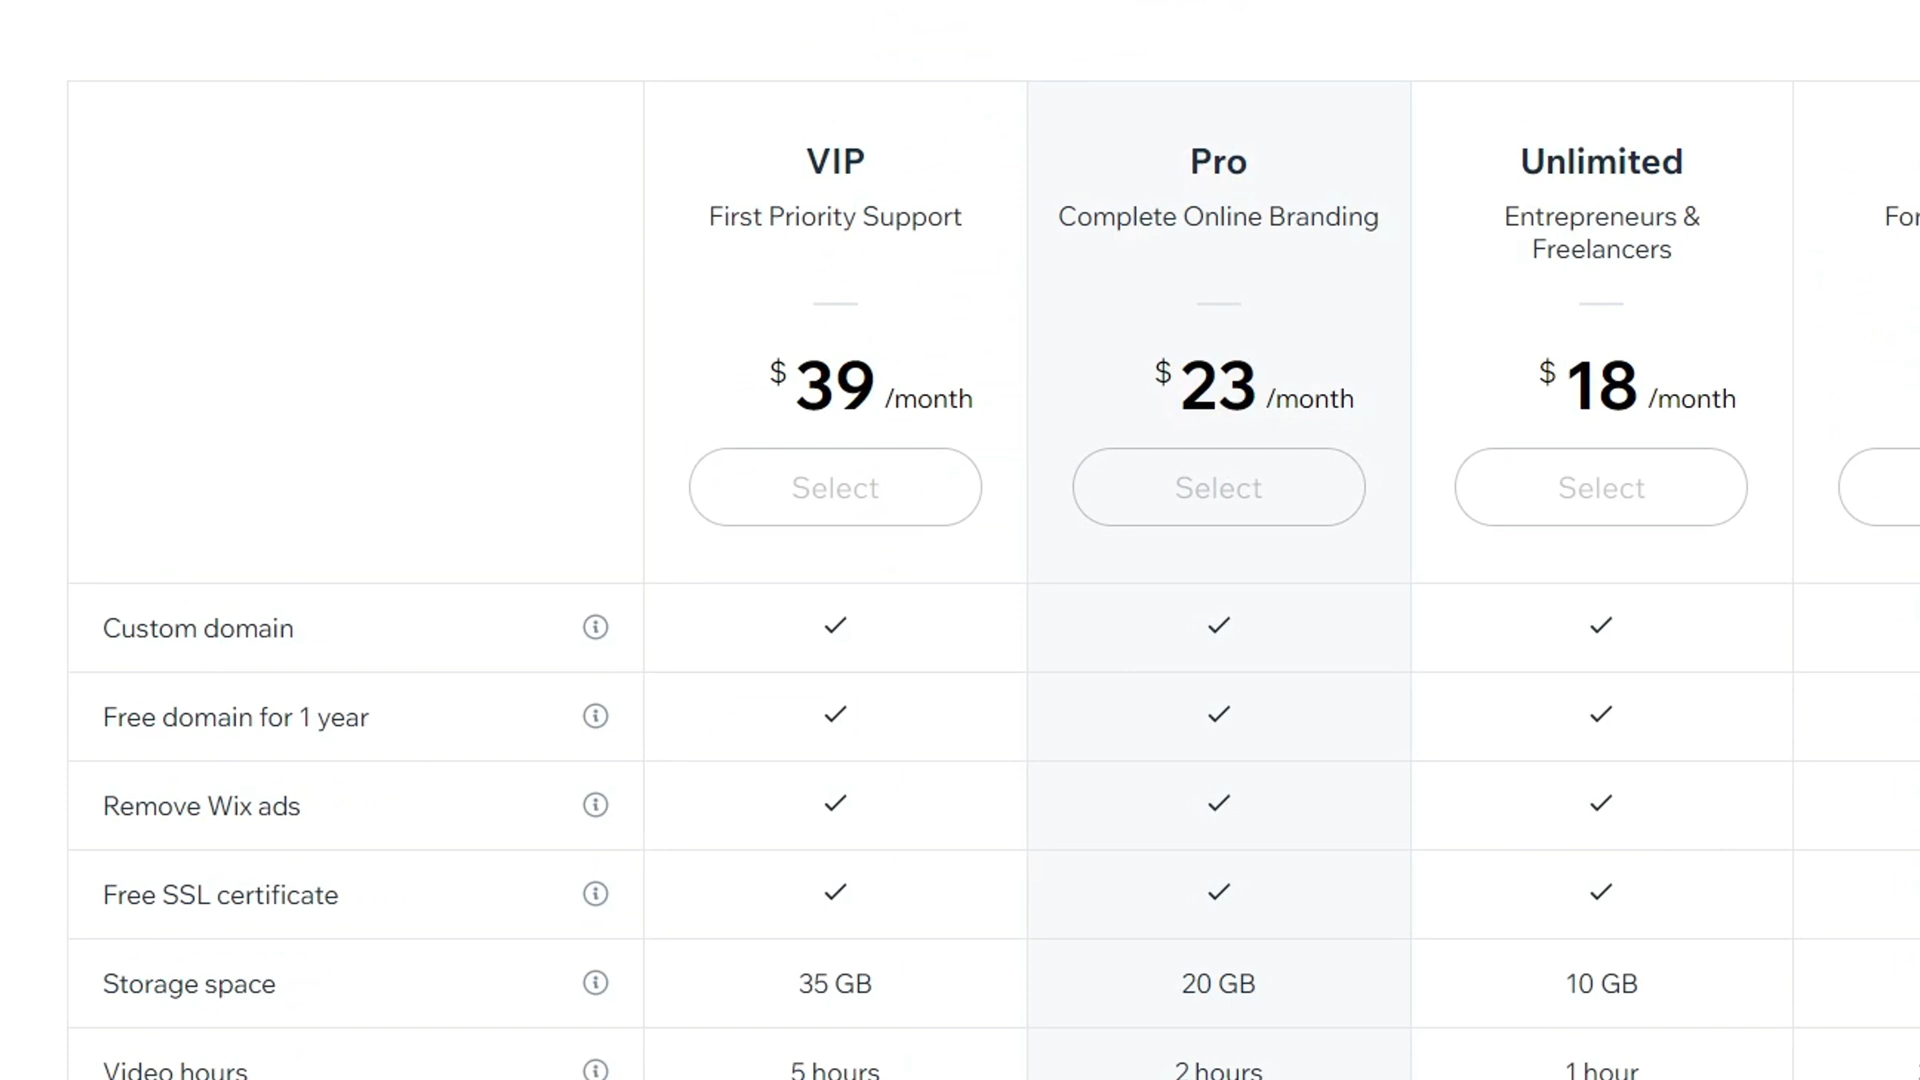 VIP
First Priority Support
$ 39 /month
Select
Pro
Complete Online Branding
$ 23 /month
Select
Unlimited
Entrepreneurs &
Freelancers
$ 18 /month
Select
Custom domain
Free domain for 1 year
Remove Wix ads
Free SSL certificate
Storage space 35 GB 20 GB 10 GB
Video hours 5 hours 2 hours 1 hour